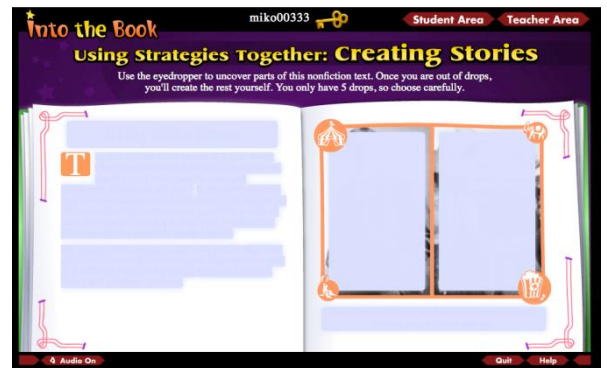 Into the Book
miko00333
Student Area
Teacher Area
Using Strategies Together: Creating Stories
Use the eyedropper to uncover parts of this nonfiction text. Once you are out of drops,
you'll create the rest yourself. You only have 5 drops, so choose carefully.
T
Audio On
Quit
Help